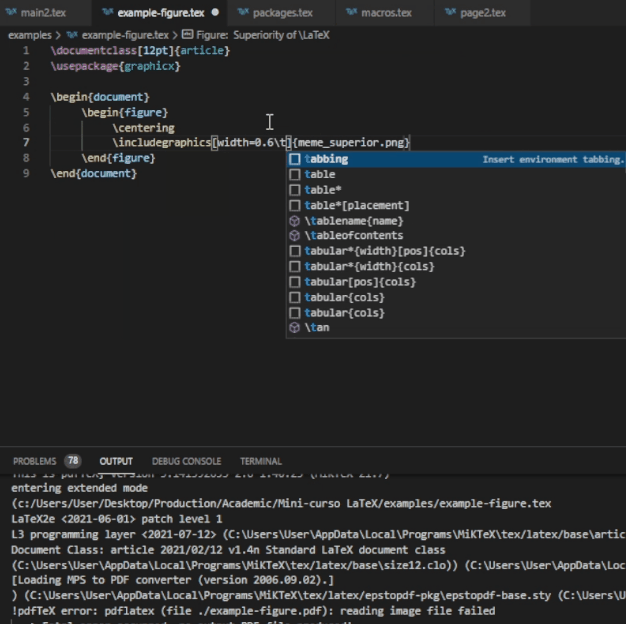 main2.tex example-figure.tex packages.tex macros.tex page2.tex
examples > example-figure.tex > Figure: Superiority of \LaTeX
1 \documentclass[12pt]{article}
2 \usepackage{graphicx}
3
4 \begin{document}
5 \begin{figure}
6 \centering
7 \includegraphics[width=0.6\t]{meme_superior.png}
8 \end{figure}
9 \end{document}
tabbing Insert environment tabbing.
table
table*
table*[placement]
\tablename{name}
\tableofcontents
tabular*{width}[pos]{cols}
tabular*{width}{cols}
tabular[pos]{cols}
tabular{cols}
tabular{cols}
\tan
PROBLEMS 78 OUTPUT DEBUG CONSOLE TERMINAL
entering extended mode
(c:/Users/User/Desktop/Production/Academic/Mini-curso LaTeX/examples/example-figure.tex
LaTeX2e <2021-06-01> patch level 1
L3 programming layer <2021-07-12> (C:\Users\User\AppData\Local\Programs\MiKTeX\tex/latex/base\artic
Document Class: article 2021/02/12 v1.4n Standard LaTeX document class
(C:\Users\User\AppData\Local\Programs\MiKTeX\tex/latex/base\size12.clo)) (C:\Users\User\AppData\Loc
[Loading MPS to PDF converter (version 2006.09.02).]
) (C:\Users\User\AppData\Local\Programs\MiKTeX\tex/latex/epstopdf-pkg\epstopdf-base.sty (C:\Users\U
!pdfTeX error: pdflatex (file ./example-figure.pdf): reading image file failed